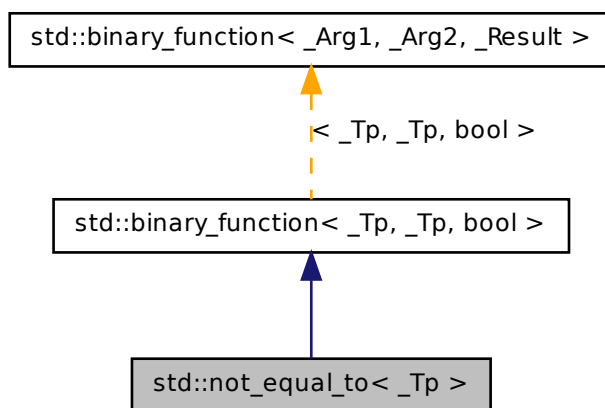 std::binary_function< _Arg1, _Arg2, _Result >
< _Tp, _Tp, bool >
std::binary_function< _Tp, _Tp, bool >
std::not_equal_to< _Tp >